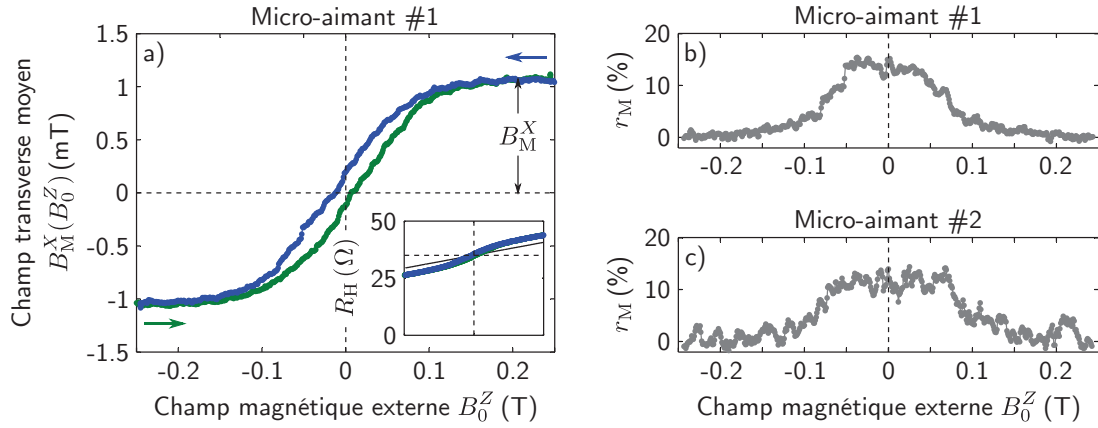 Micro-aimant #1
a)
Champ transverse moyen
B_M^X(B_0^Z) (mT)
1.5
1
0.5
0
-0.5
-1
-1.5
B_M^X
R_H (Ω)
50
25
0
-0.2
-0.1
0
0.1
0.2
Champ magnétique externe B_0^Z (T)
Micro-aimant #1
b)
r_M (%)
20
10
0
-0.2
-0.1
0
0.1
0.2
Micro-aimant #2
c)
r_M (%)
20
10
0
-0.2
-0.1
0
0.1
0.2
Champ magnétique externe B_0^Z (T)